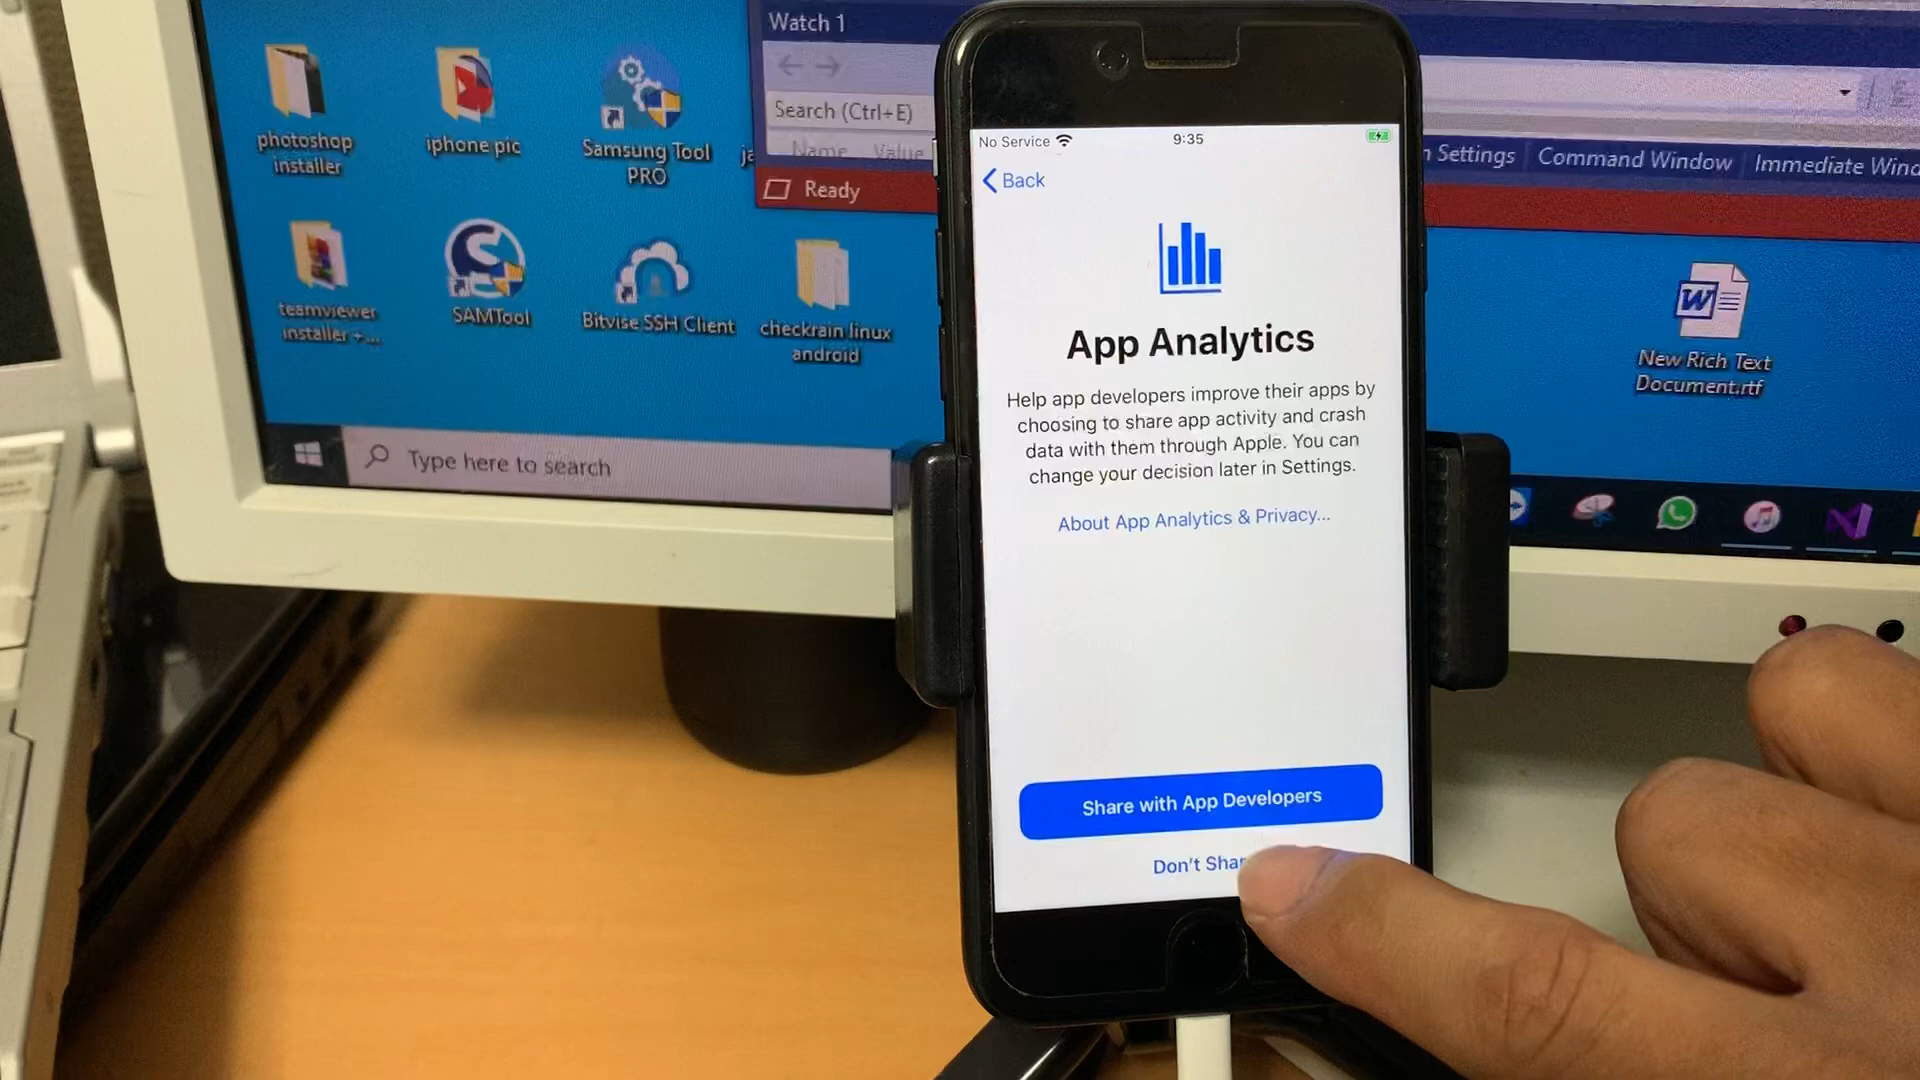 Watch 1
Search (Ctrl+E)
Name Value
Ready
photoshop
installer
iphone pic
Samsung Tool
PRO
teamviewer
installer +...
SAMTool
Bitvise SSH Client
checkrain linux
android
Type here to search
No Service
9:35
Back
App Analytics
Help app developers improve their apps by
choosing to share app activity and crash
data with them through Apple. You can
change your decision later in Settings.
About App Analytics & Privacy...
Share with App Developers
Don't Shar
Settings
Command Window
Immediate Wind
W
New Rich Text
Document.rtf